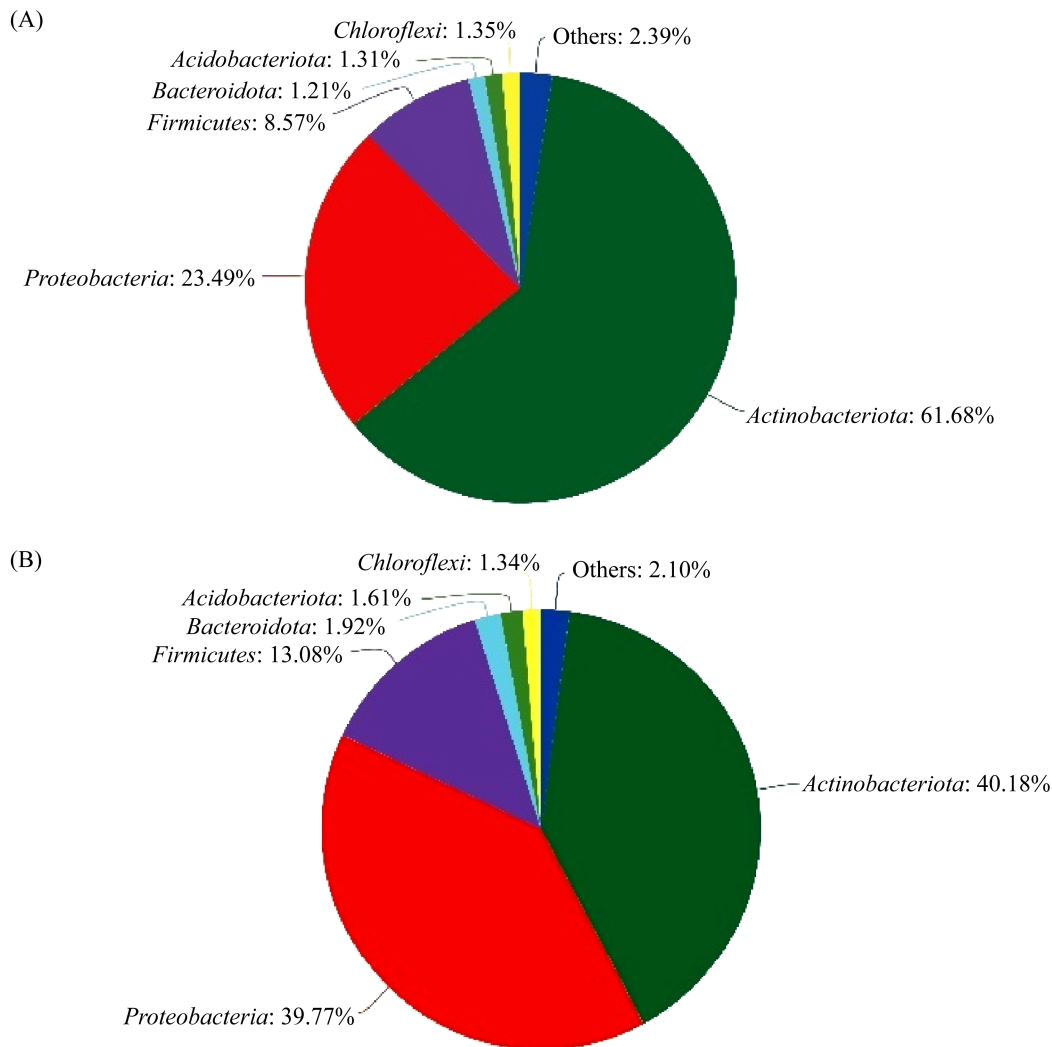 (A)
Chloroflexi: 1.35%
Others: 2.39%
Acidobacteriota: 1.31%
Bacteroidota: 1.21%
Firmicutes: 8.57%
Proteobacteria: 23.49%
Actinobacteriota: 61.68%
(B)
Chloroflexi: 1.34%
Others: 2.10%
Acidobacteriota: 1.61%
Bacteroidota: 1.92%
Firmicutes: 13.08%
Actinobacteriota: 40.18%
Proteobacteria: 39.77%